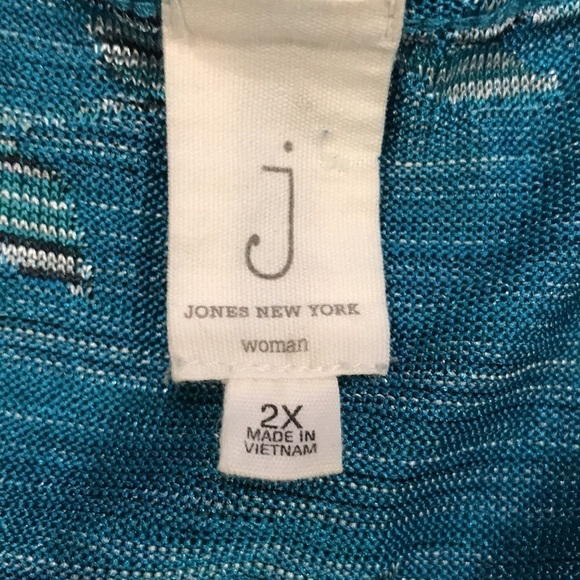 j
JONES NEW YORK
woman
2X
MADE IN
VIETNAM